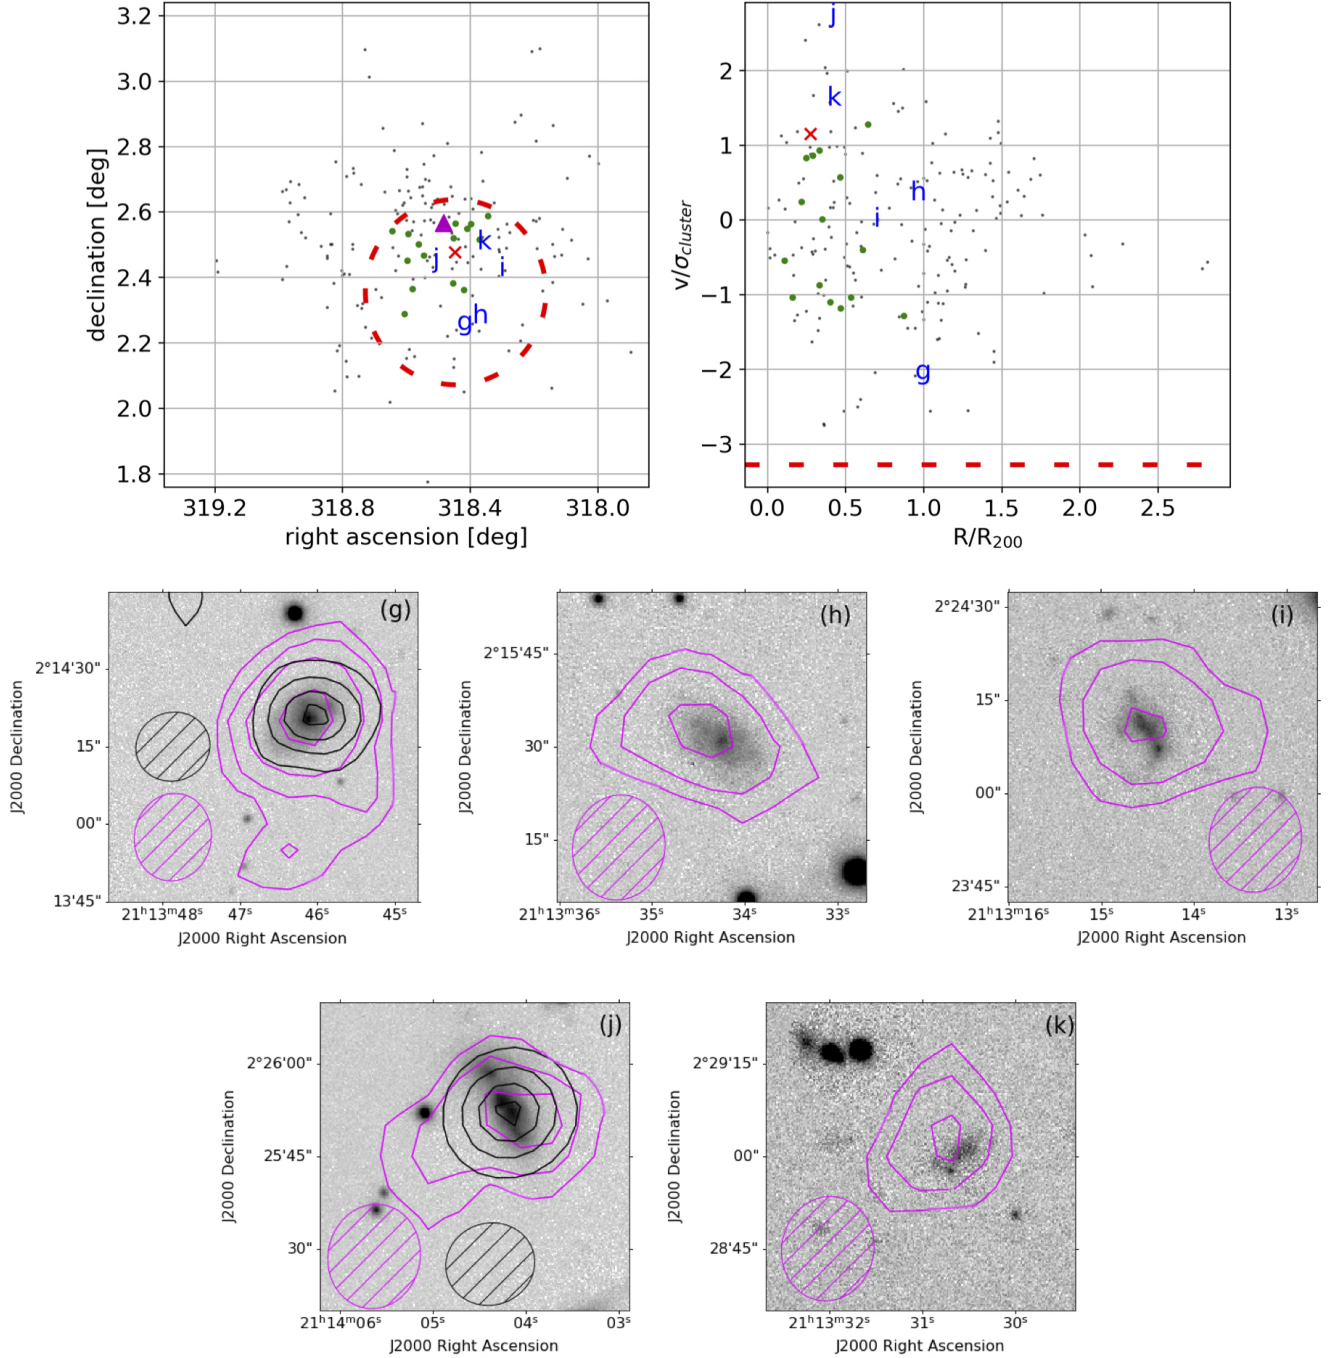 3.2
3.0
2.8
2.6
2.4
2.2
2.0
1.8
declination [deg]
j
k
i
g
h
319.2
318.8
318.4
318.0
right ascension [deg]
2
1
0
−1
−2
−3
v/σcluster
j
k
h
i
g
0.0
0.5
1.0
1.5
2.0
2.5
R/R200
(g)
2°14'30"
15"
00"
13'45"
J2000 Declination
21h13m48s
47s
46s
45s
J2000 Right Ascension
(h)
2°15'45"
30"
15"
J2000 Declination
21h13m36s
35s
34s
33s
J2000 Right Ascension
(i)
2°24'30"
15"
00"
23'45"
J2000 Declination
21h13m16s
15s
14s
13s
J2000 Right Ascension
(j)
2°26'00"
25'45"
30"
J2000 Declination
21h14m06s
05s
04s
03s
J2000 Right Ascension
(k)
2°29'15"
00"
28'45"
J2000 Declination
21h13m32s
31s
30s
J2000 Right Ascension